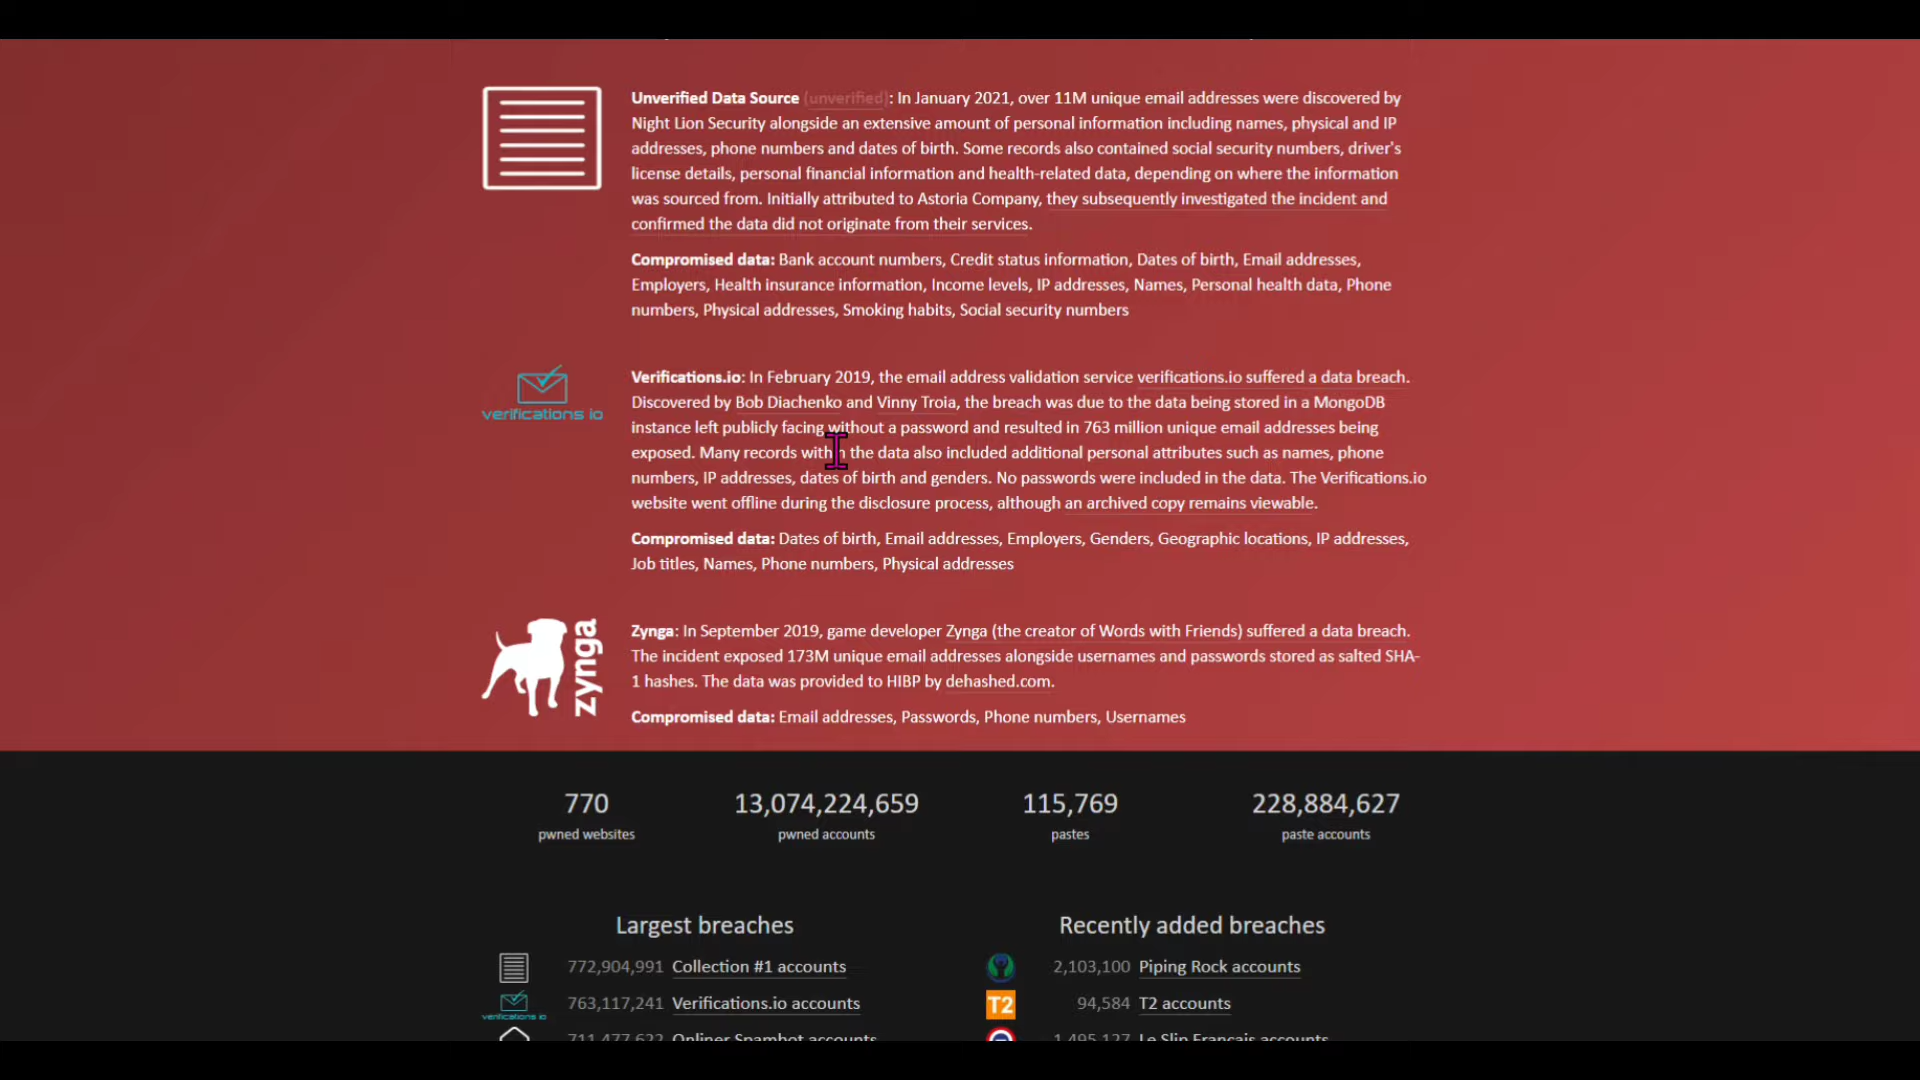 Unverified Data Source (unverified): In January 2021, over 11M unique email addresses were discovered by
Night Lion Security alongside an extensive amount of personal information including names, physical and IP
addresses, phone numbers and dates of birth. Some records also contained social security numbers, driver's
license details, personal financial information and health-related data, depending on where the information
was sourced from. Initially attributed to Astoria Company, they subsequently investigated the incident and
confirmed the data did not originate from their services.
Compromised data: Bank account numbers, Credit status information, Dates of birth, Email addresses,
Employers, Health insurance information, Income levels, IP addresses, Names, Personal health data, Phone
numbers, Physical addresses, Smoking habits, Social security numbers
verifications io
Verifications.io: In February 2019, the email address validation service verifications.io suffered a data breach.
Discovered by Bob Diachenko and Vinny Troia, the breach was due to the data being stored in a MongoDB
instance left publicly facing without a password and resulted in 763 million unique email addresses being
exposed. Many records within the data also included additional personal attributes such as names, phone
numbers, IP addresses, dates of birth and genders. No passwords were included in the data. The Verifications.io
website went offline during the disclosure process, although an archived copy remains viewable.
Compromised data: Dates of birth, Email addresses, Employers, Genders, Geographic locations, IP addresses,
Job titles, Names, Phone numbers, Physical addresses
zynga
Zynga: In September 2019, game developer Zynga (the creator of Words with Friends) suffered a data breach.
The incident exposed 173M unique email addresses alongside usernames and passwords stored as salted SHA-
1 hashes. The data was provided to HIBP by dehashed.com.
Compromised data: Email addresses, Passwords, Phone numbers, Usernames
770 13,074,224,659 115,769 228,884,627
pwned websites pwned accounts pastes paste accounts
Largest breaches
772,904,991 Collection #1 accounts
verifications io 763,117,241 Verifications.io accounts
711,477,622 Onliner Spambot accounts
Recently added breaches
2,103,100 Piping Rock accounts
T2 94,584 T2 accounts
1,495,127 Le Slip Français accounts